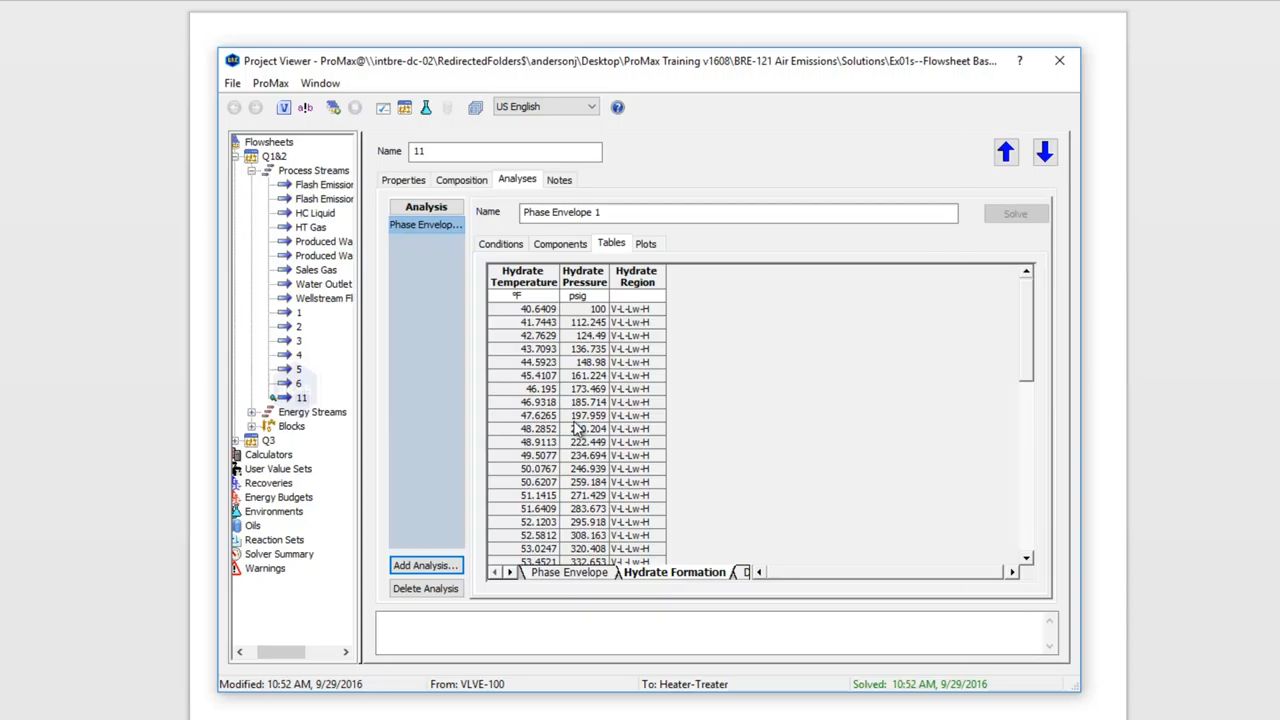 Project Viewer - ProMax@\\intbre-dc-02\RedirectedFolders$\andersonj\Desktop\ProMax Training v1608\BRE-121 Air Emissions\Solutions\Ex01s--Flowsheet Bas...
File ProMax Window
US English
Flowsheets
Q1&2
Process Streams
Flash Emission
Flash Emission
HC Liquid
HT Gas
Produced Wa
Produced Wa
Sales Gas
Water Outlet
Wellstream Fl
1
2
3
4
5
6
11
Energy Streams
Blocks
Q3
Calculators
User Value Sets
Recoveries
Energy Budgets
Environments
Oils
Reaction Sets
Solver Summary
Warnings
Name 11
Properties Composition Analyses Notes
Analysis
Phase Envelop...
Add Analysis...
Delete Analysis
Name Phase Envelope 1 Solve
Conditions Components Tables Plots
Hydrate Temperature Hydrate Pressure Hydrate Region
°F psig
40.6409 100 V-L-Lw-H
41.7443 112.245 V-L-Lw-H
42.7629 124.49 V-L-Lw-H
43.7093 136.735 V-L-Lw-H
44.5923 148.98 V-L-Lw-H
45.4107 161.224 V-L-Lw-H
46.195 173.469 V-L-Lw-H
46.9318 185.714 V-L-Lw-H
47.6265 197.959 V-L-Lw-H
48.2852 .204 V-L-Lw-H
48.9113 222.449 V-L-Lw-H
49.5077 234.694 V-L-Lw-H
50.0767 246.939 V-L-Lw-H
50.6207 259.184 V-L-Lw-H
51.1415 271.429 V-L-Lw-H
51.6409 283.673 V-L-Lw-H
52.1203 295.918 V-L-Lw-H
52.5812 308.163 V-L-Lw-H
53.0247 320.408 V-L-Lw-H
53.4521 332.653 V-L-Lw-H
Phase Envelope Hydrate Formation D
Modified: 10:52 AM, 9/29/2016 From: VLVE-100 To: Heater-Treater Solved: 10:52 AM, 9/29/2016